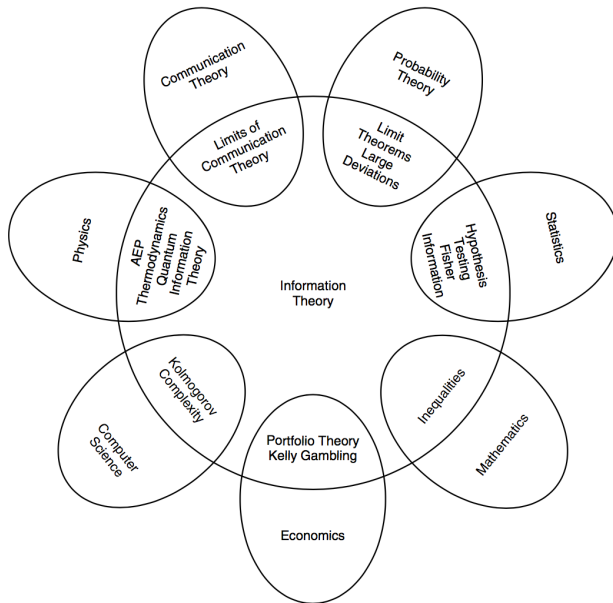 Communication
Theory
Probability
Theory
Limits of
Communication
Theory
Limit
Theorems
Large
Deviations
Physics
AEP
Thermodynamics
Quantum
Information
Theory
Information
Theory
Hypothesis
Testing
Fisher
Information
Statistics
Kolmogorov
Complexity
Computer
Science
Portfolio Theory
Kelly Gambling
Economics
Inequalities
Mathematics